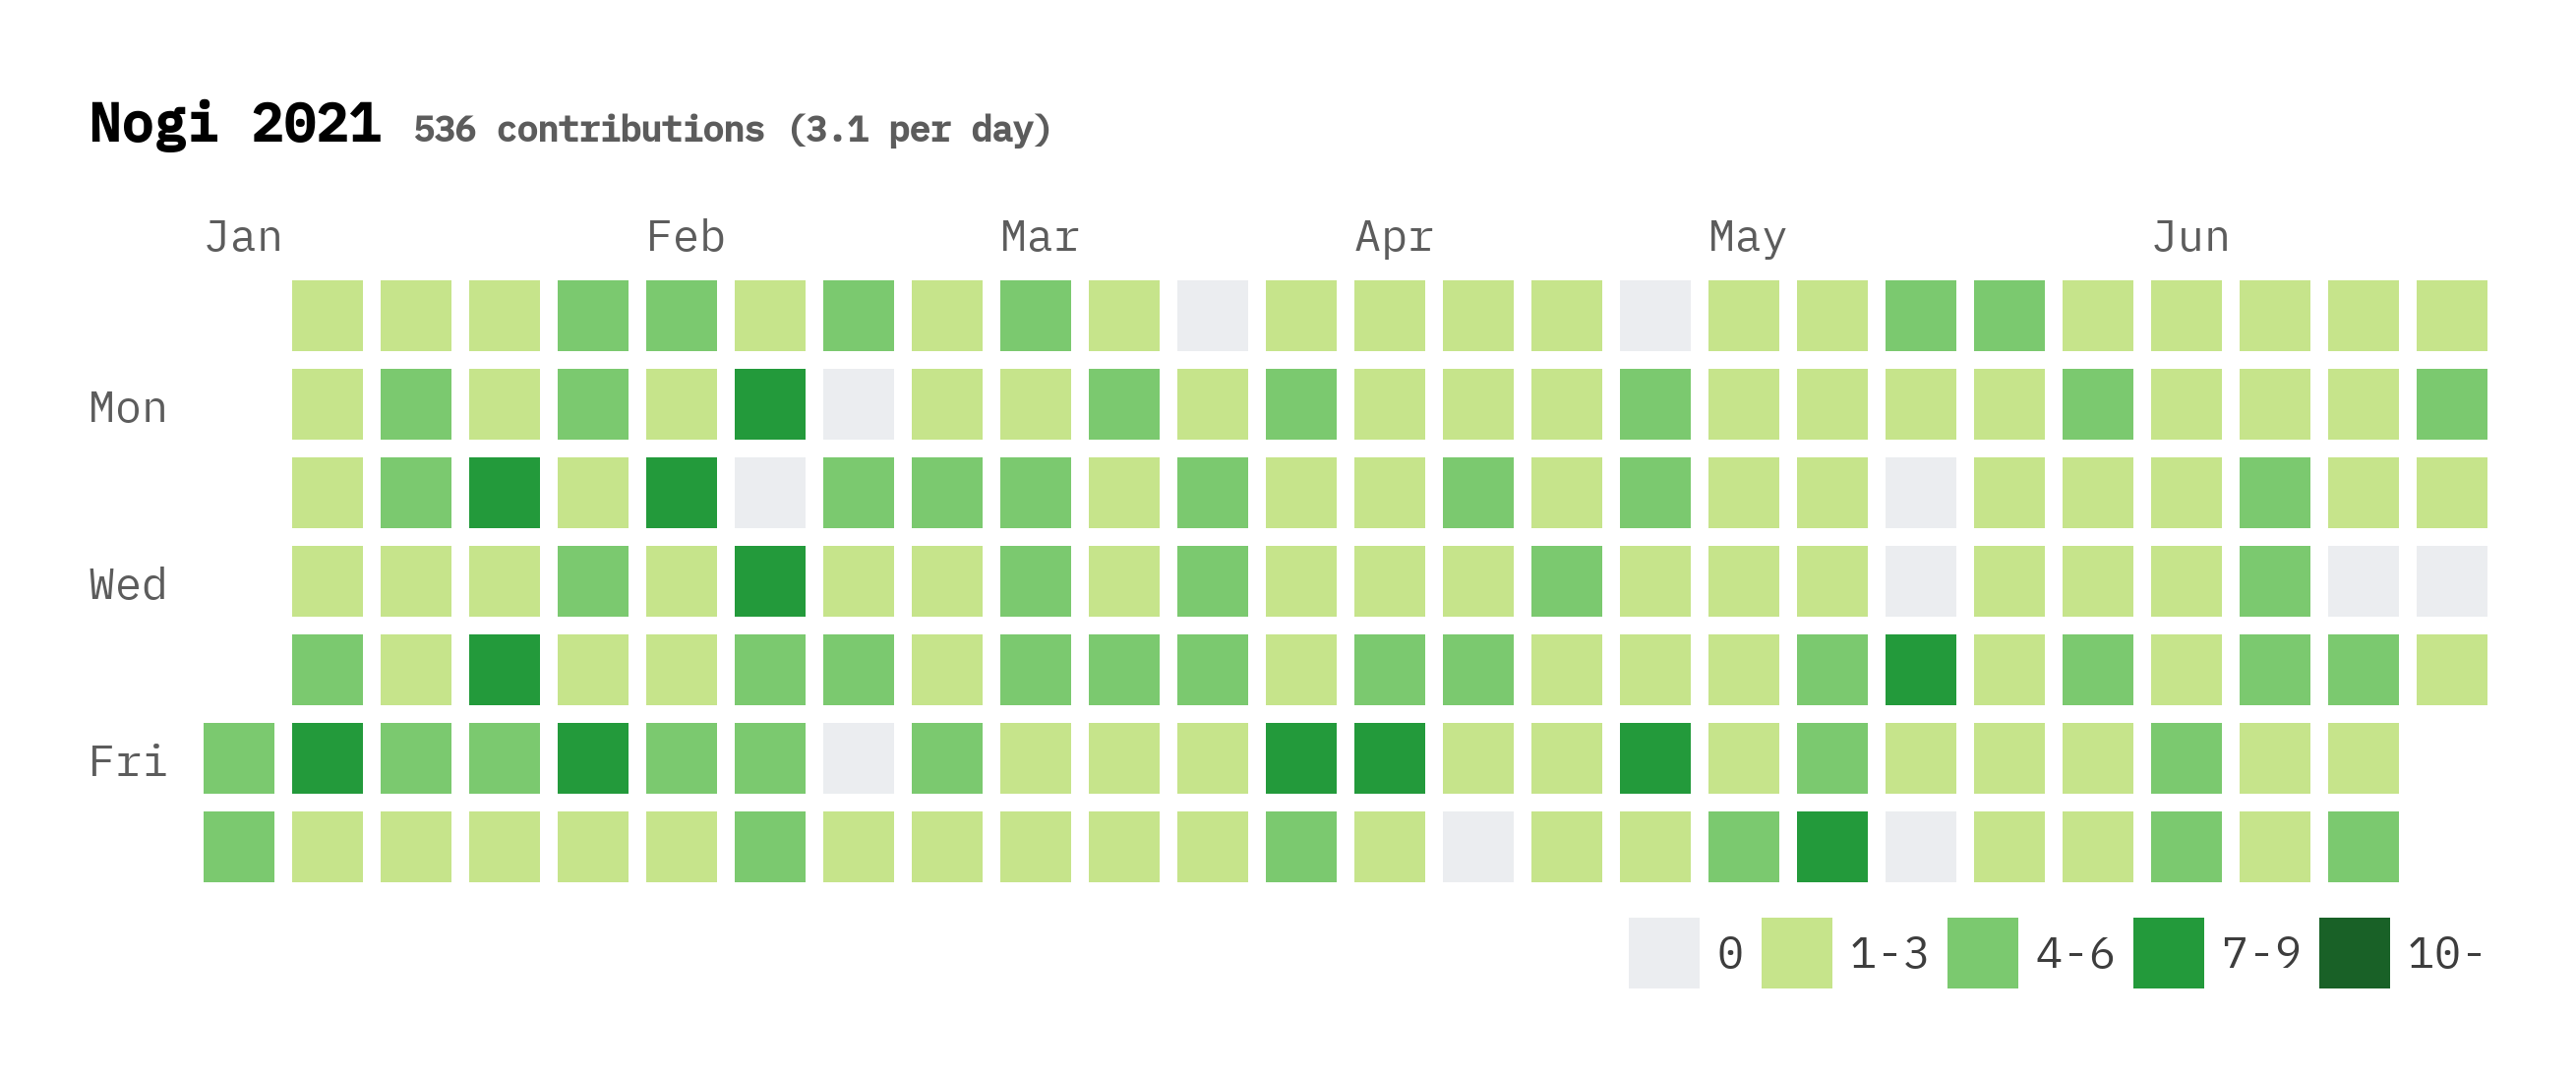 Nogi 2021 536 contributions (3.1 per day)
Jan Feb Mar Apr May Jun
Mon
Wed
Fri
0 1-3 4-6 7-9 10-